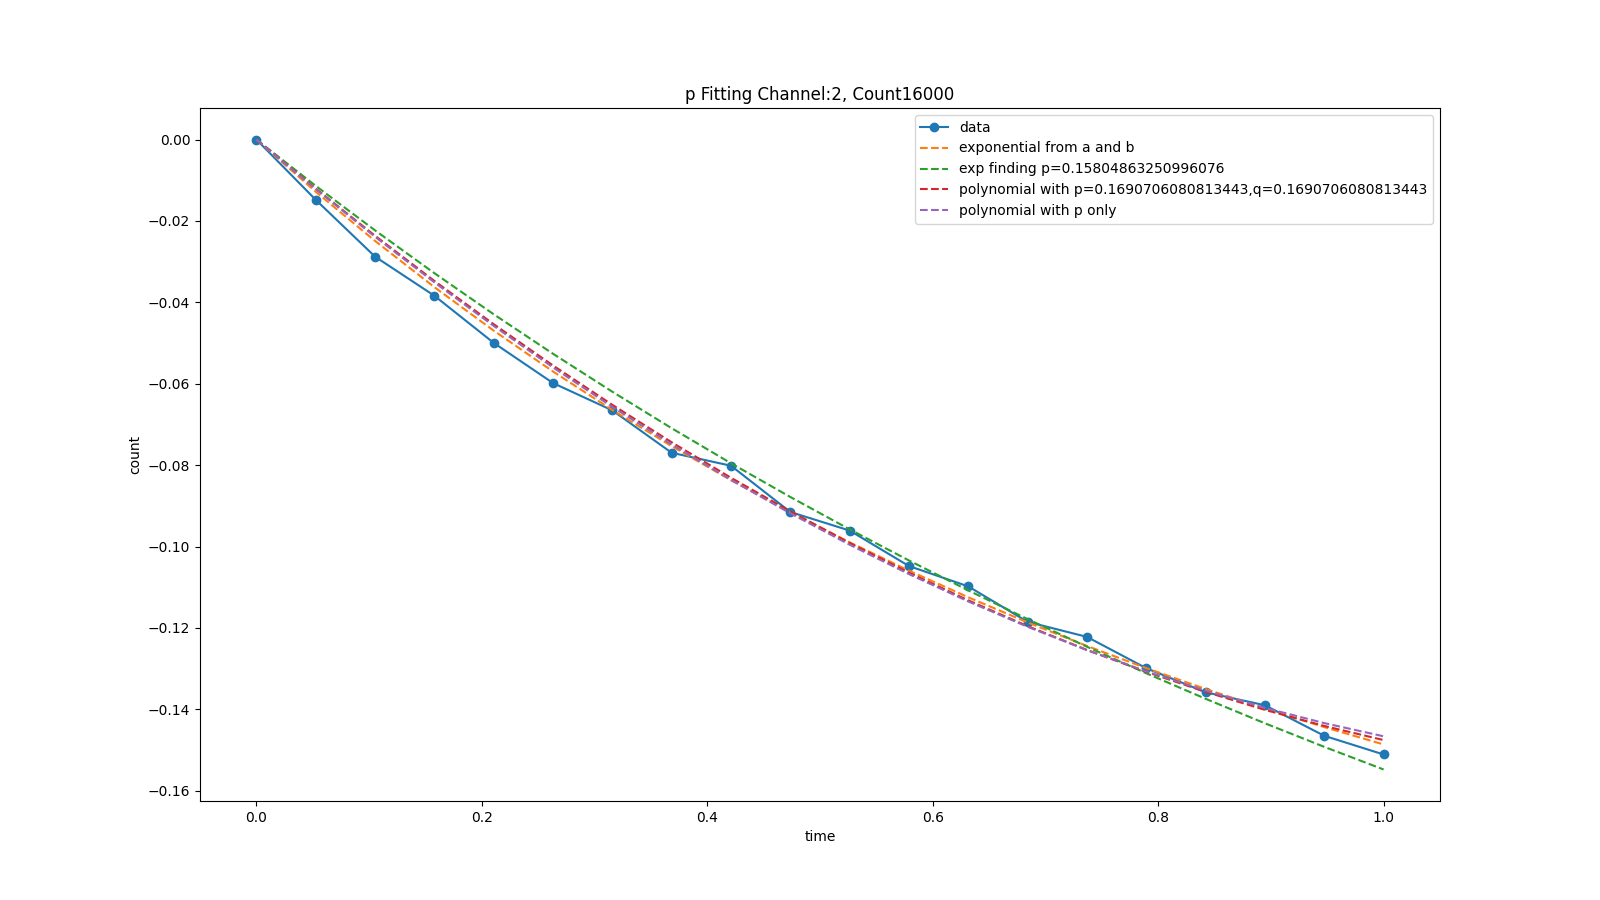 p Fitting Channel:2, Count16000
data
exponential from a and b
exp finding p=0.15804863250996076
polynomial with p=0.1690706080813443,q=0.1690706080813443
polynomial with p only
0.00
−0.02
−0.04
−0.06
−0.08
−0.10
−0.12
−0.14
−0.16
count
0.0 0.2 0.4 0.6 0.8 1.0
time